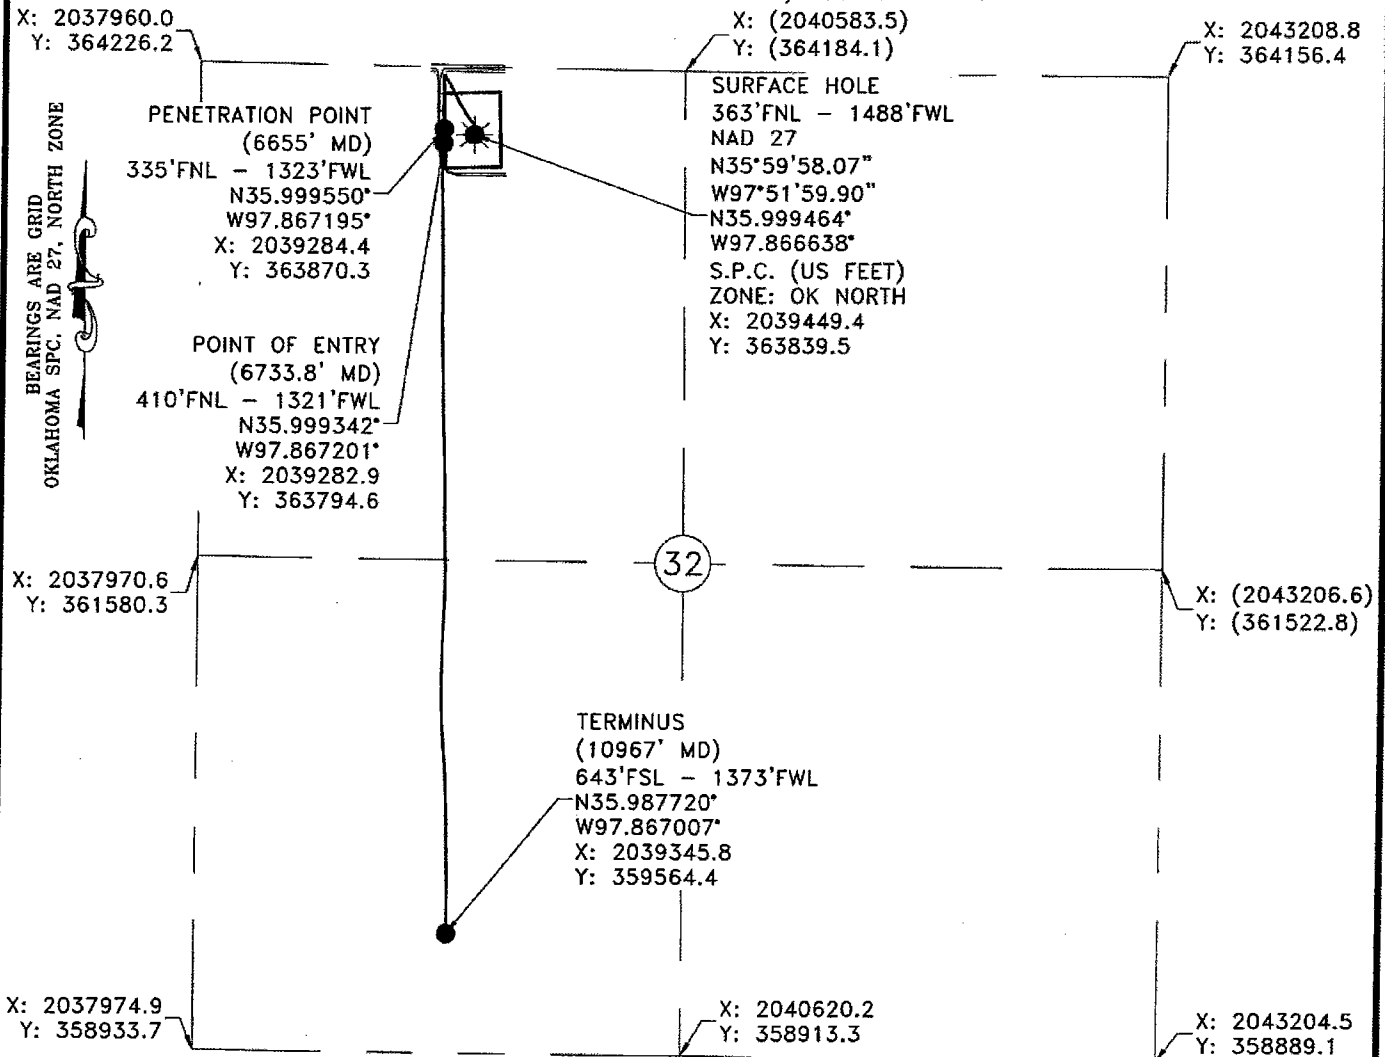 X: 2037960.0
Y: 364226.2
X: (2040583.5)
Y: (364184.1)
X: 2043208.8
Y: 364156.4
BEARINGS ARE GRID
OKLAHOMA SPC, NAD 27, NORTH ZONE
PENETRATION POINT
(6655' MD)
335'FNL - 1323'FWL
N35.999550°
W97.867195°
X: 2039284.4
Y: 363870.3
SURFACE HOLE
363'FNL - 1488'FWL
NAD 27
N35°59'58.07"
W97°51'59.90"
N35.999464°
W97.866638°
S.P.C. (US FEET)
ZONE: OK NORTH
X: 2039449.4
Y: 363839.5
POINT OF ENTRY
(6733.8' MD)
410'FNL - 1321'FWL
N35.999342°
W97.867201°
X: 2039282.9
Y: 363794.6
X: 2037970.6
Y: 361580.3
32
X: (2043206.6)
Y: (361522.8)
TERMINUS
(10967' MD)
643'FSL - 1373'FWL
N35.987720°
W97.867007°
X: 2039345.8
Y: 359564.4
X: 2037974.9
Y: 358933.7
X: 2040620.2
Y: 358913.3
X: 2043204.5
Y: 358889.1